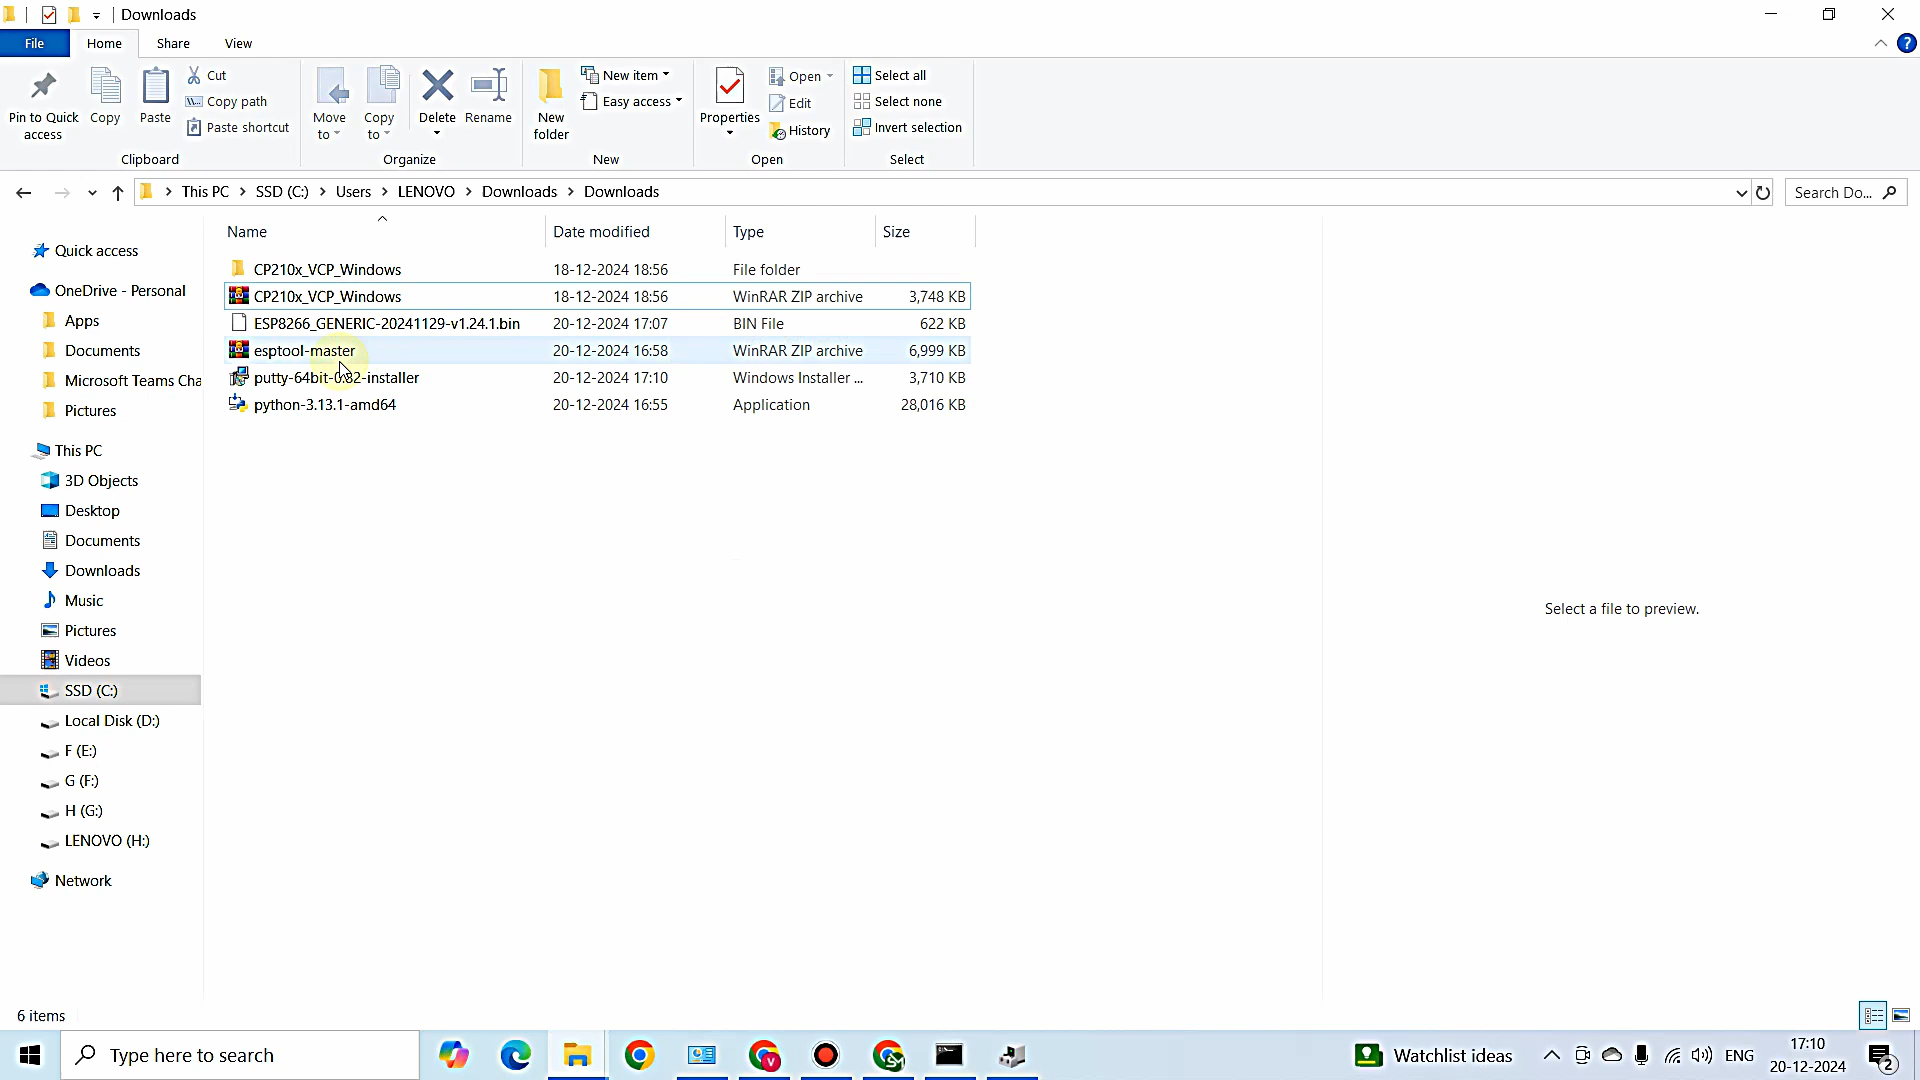 Downloads
File
Home
Share
View
Pin to Quick access
Copy
Paste
Cut
Copy path
Paste shortcut
Clipboard
Move to
Copy to
Delete
Rename
Organize
New folder
New item
Easy access
New
Properties
Open
Edit
History
Open
Select all
Select none
Invert selection
Select
This PC > SSD (C:) > Users > LENOVO > Downloads > Downloads
Search Do...
Name Date modified Type Size
CP210x_VCP_Windows 18-12-2024 18:56 File folder
CP210x_VCP_Windows 18-12-2024 18:56 WinRAR ZIP archive 3,748 KB
ESP8266_GENERIC-20241129-v1.24.1.bin 20-12-2024 17:07 BIN File 622 KB
esptool-master 20-12-2024 16:58 WinRAR ZIP archive 6,999 KB
putty-64bit-0.82-installer 20-12-2024 17:10 Windows Installer ... 3,710 KB
python-3.13.1-amd64 20-12-2024 16:55 Application 28,016 KB
Quick access
OneDrive - Personal
Apps
Documents
Microsoft Teams Cha
Pictures
This PC
3D Objects
Desktop
Documents
Downloads
Music
Pictures
Videos
SSD (C:)
Local Disk (D:)
F (E:)
G (F:)
H (G:)
LENOVO (H:)
Network
Select a file to preview.
6 items
Type here to search
Watchlist ideas
ENG
17:10
20-12-2024
2